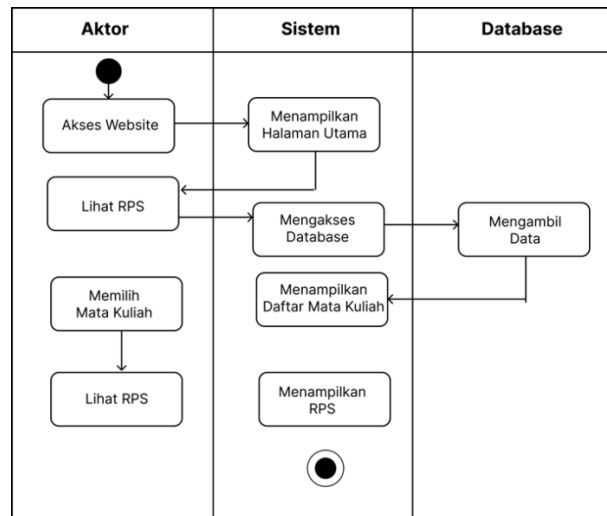 Aktor
Sistem
Database
Akses Website
Menampilkan
Halaman Utama
Lihat RPS
Mengakses
Database
Mengambil
Data
Memilih
Mata Kuliah
Menampilkan
Daftar Mata Kuliah
Lihat RPS
Menampilkan
RPS